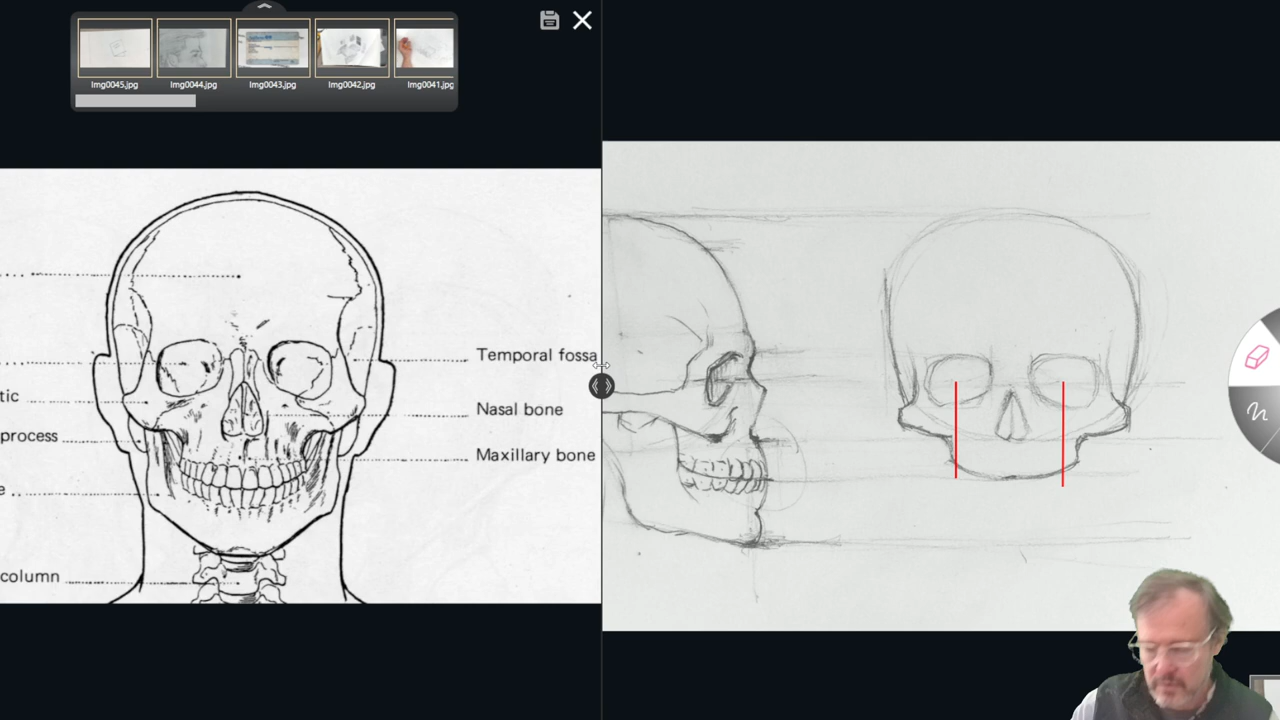 Img0045.jpg
Img0044.jpg
Img0043.jpg
Img0042.jpg
Img0041.jpg
Temporal fossa
tic
Nasal bone
process
Maxillary bone
e
column